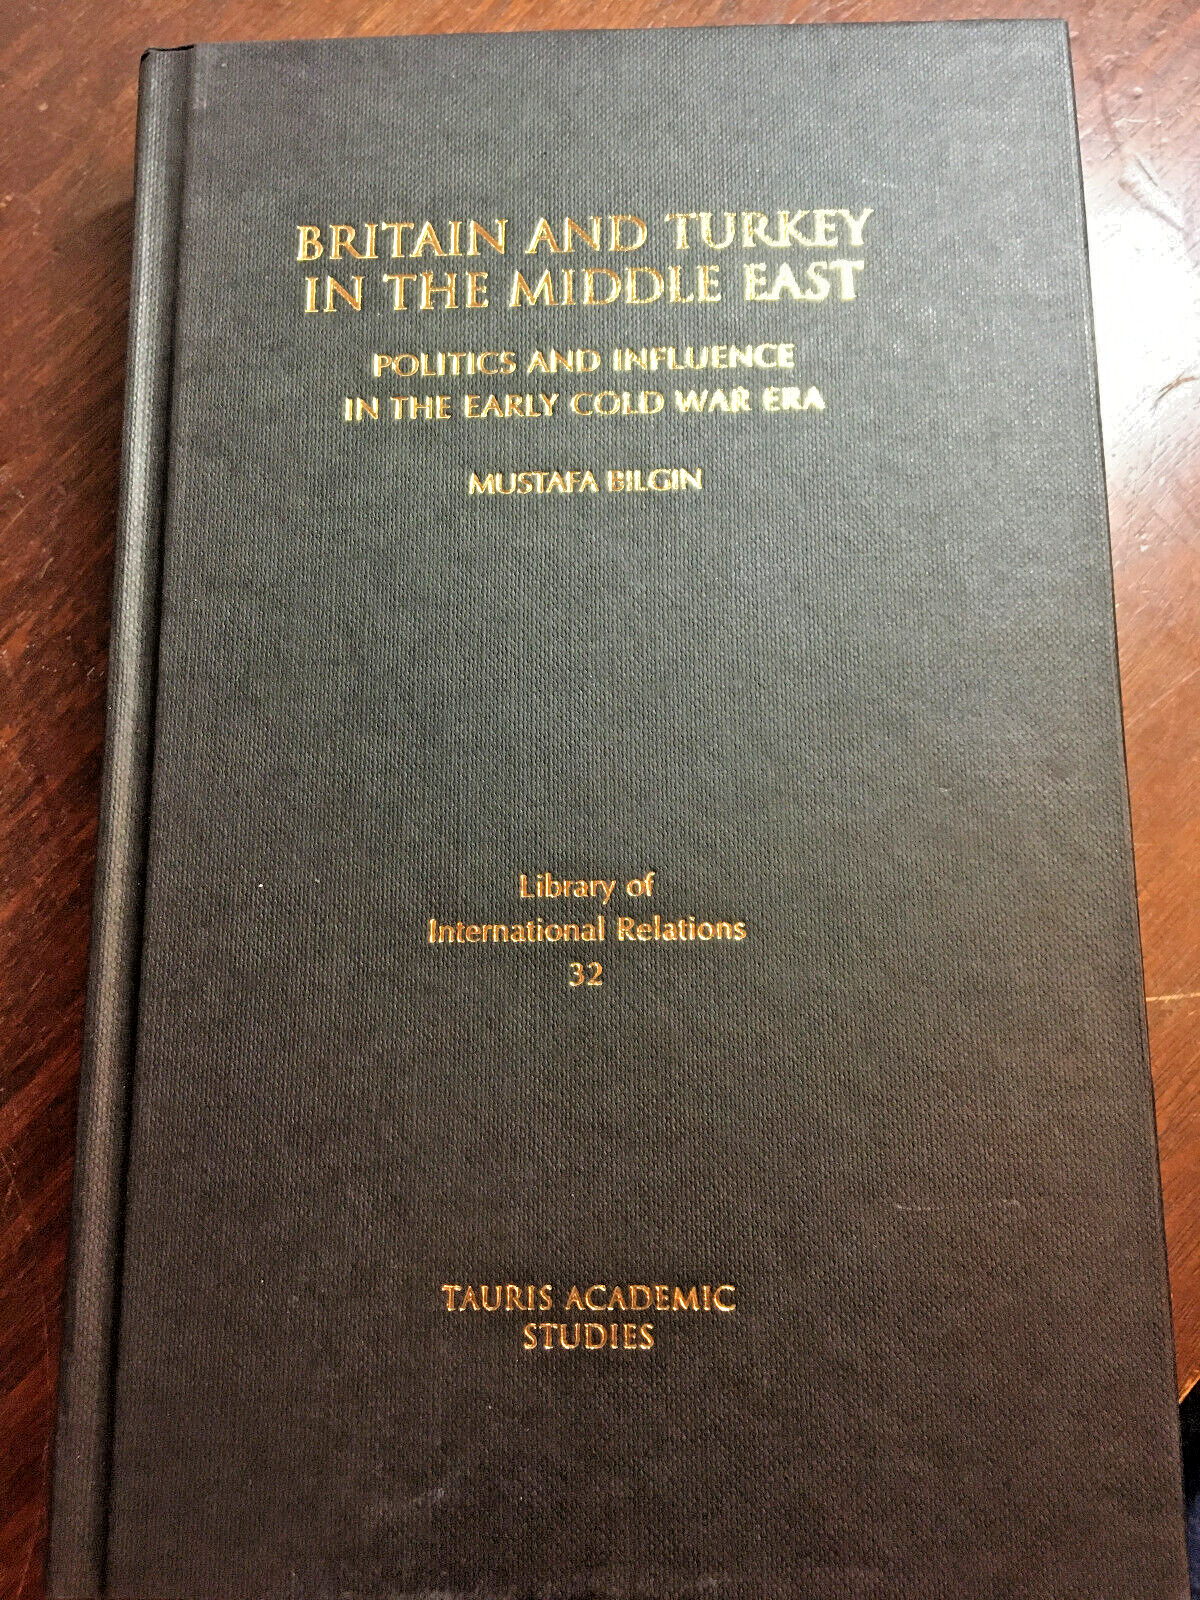 BRITAIN AND TURKEY
IN THE MIDDLE EAST
POLITICS AND INFLUENCE
IN THE EARLY COLD WAR ERA
MUSTAFA BILGIN
Library of
International Relations
32
TAURIS ACADEMIC
STUDIES